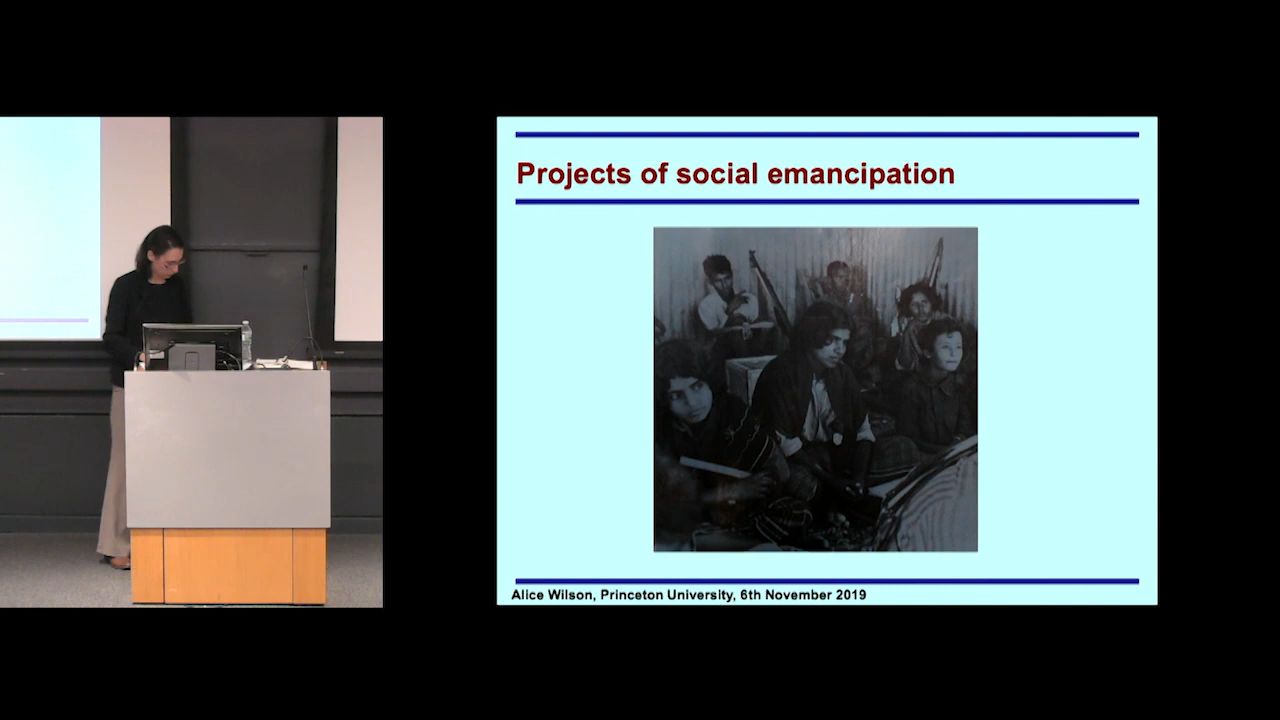 Projects of social emancipation
Alice Wilson, Princeton University, 6th November 2019